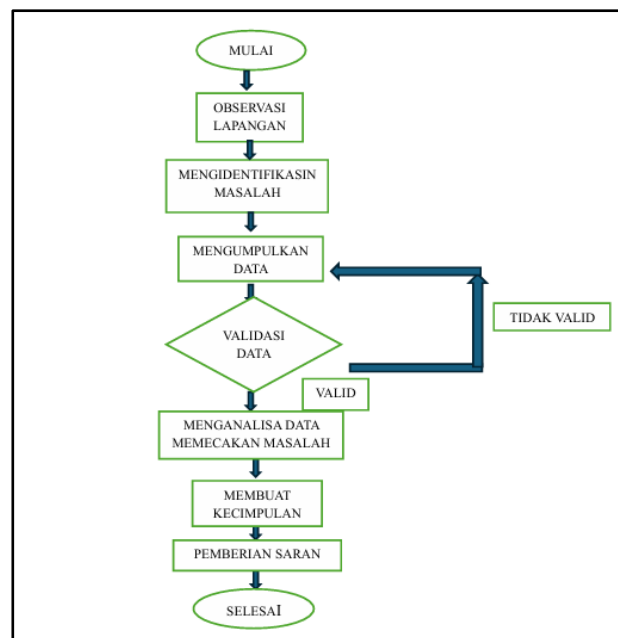 MULAI
OBSERVASI
LAPANGAN
MENGIDENTIFIKASIN
MASALAH
MENGUMPULKAN
DATA
TIDAK VALID
VALIDASI
DATA
VALID
MENGANALISA DATA
MEMECAKAN MASALAH
MEMBUAT
KECIMPULAN
PEMBERIAN SARAN
SELESAI